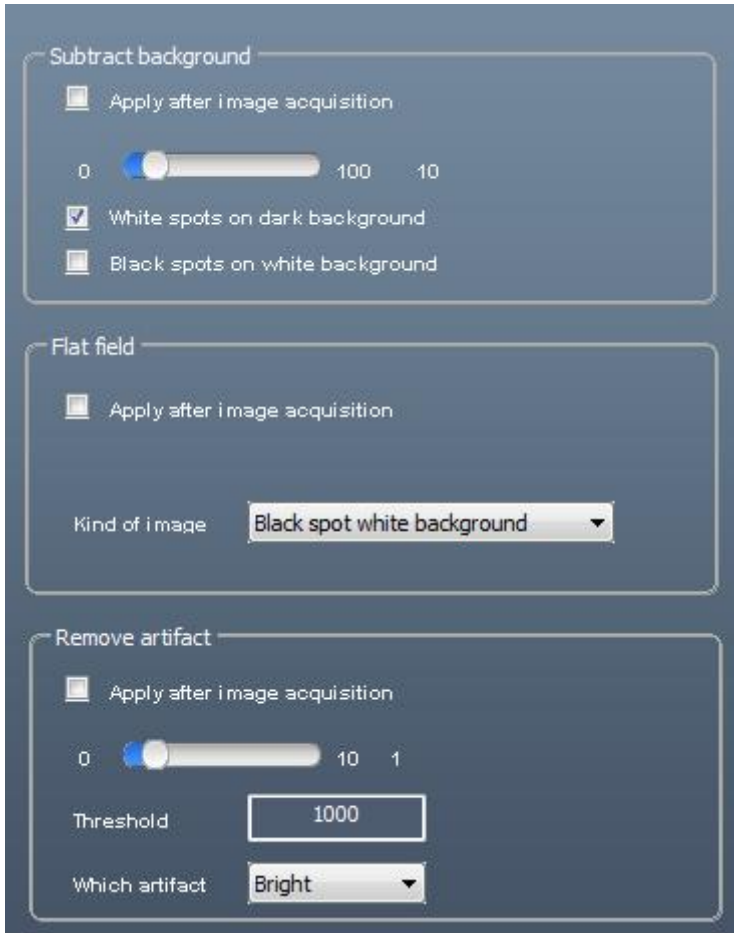 Subtract background
Apply after image acquisition
0 100 10
White spots on dark background
Black spots on white background
Flat field
Apply after image acquisition
Kind of image Black spot white background
Remove artifact
Apply after image acquisition
0 10 1
Threshold 1000
Which artifact Bright